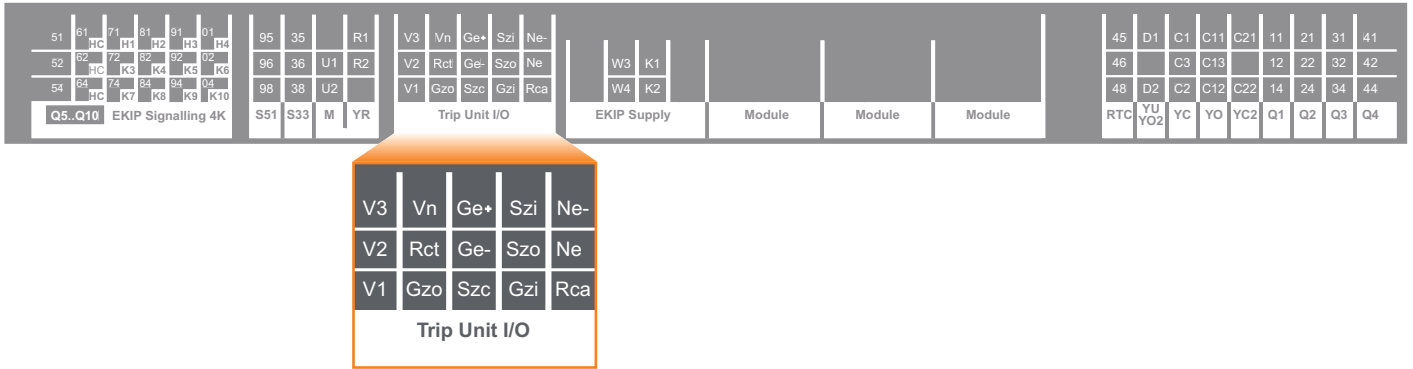 51 61 HC 71 H1 81 H2 91 H3 01 H4 95 35 R1 V3 Vn Ge+ Szi Ne- 45 D1 C1 C11 C21 11 21 31 41
52 62 HC 72 K3 82 K4 92 K5 02 K6 96 36 U1 R2 V2 Rct Ge- Szo Ne W3 K1 46 C3 C13 12 22 32 42
54 64 HC 74 K7 84 K8 94 K9 04 K10 98 38 U2 V1 Gzo Szc Gzi Rca W4 K2 48 D2 C2 C12 C22 14 24 34 44
Q5..Q10 EKIP Signalling 4K S51 S33 M YR Trip Unit I/O EKIP Supply Module Module Module RTC YU YO2 YC YO YC2 Q1 Q2 Q3 Q4
V3 Vn Ge+ Szi Ne-
V2 Rct Ge- Szo Ne
V1 Gzo Szc Gzi Rca
Trip Unit I/O